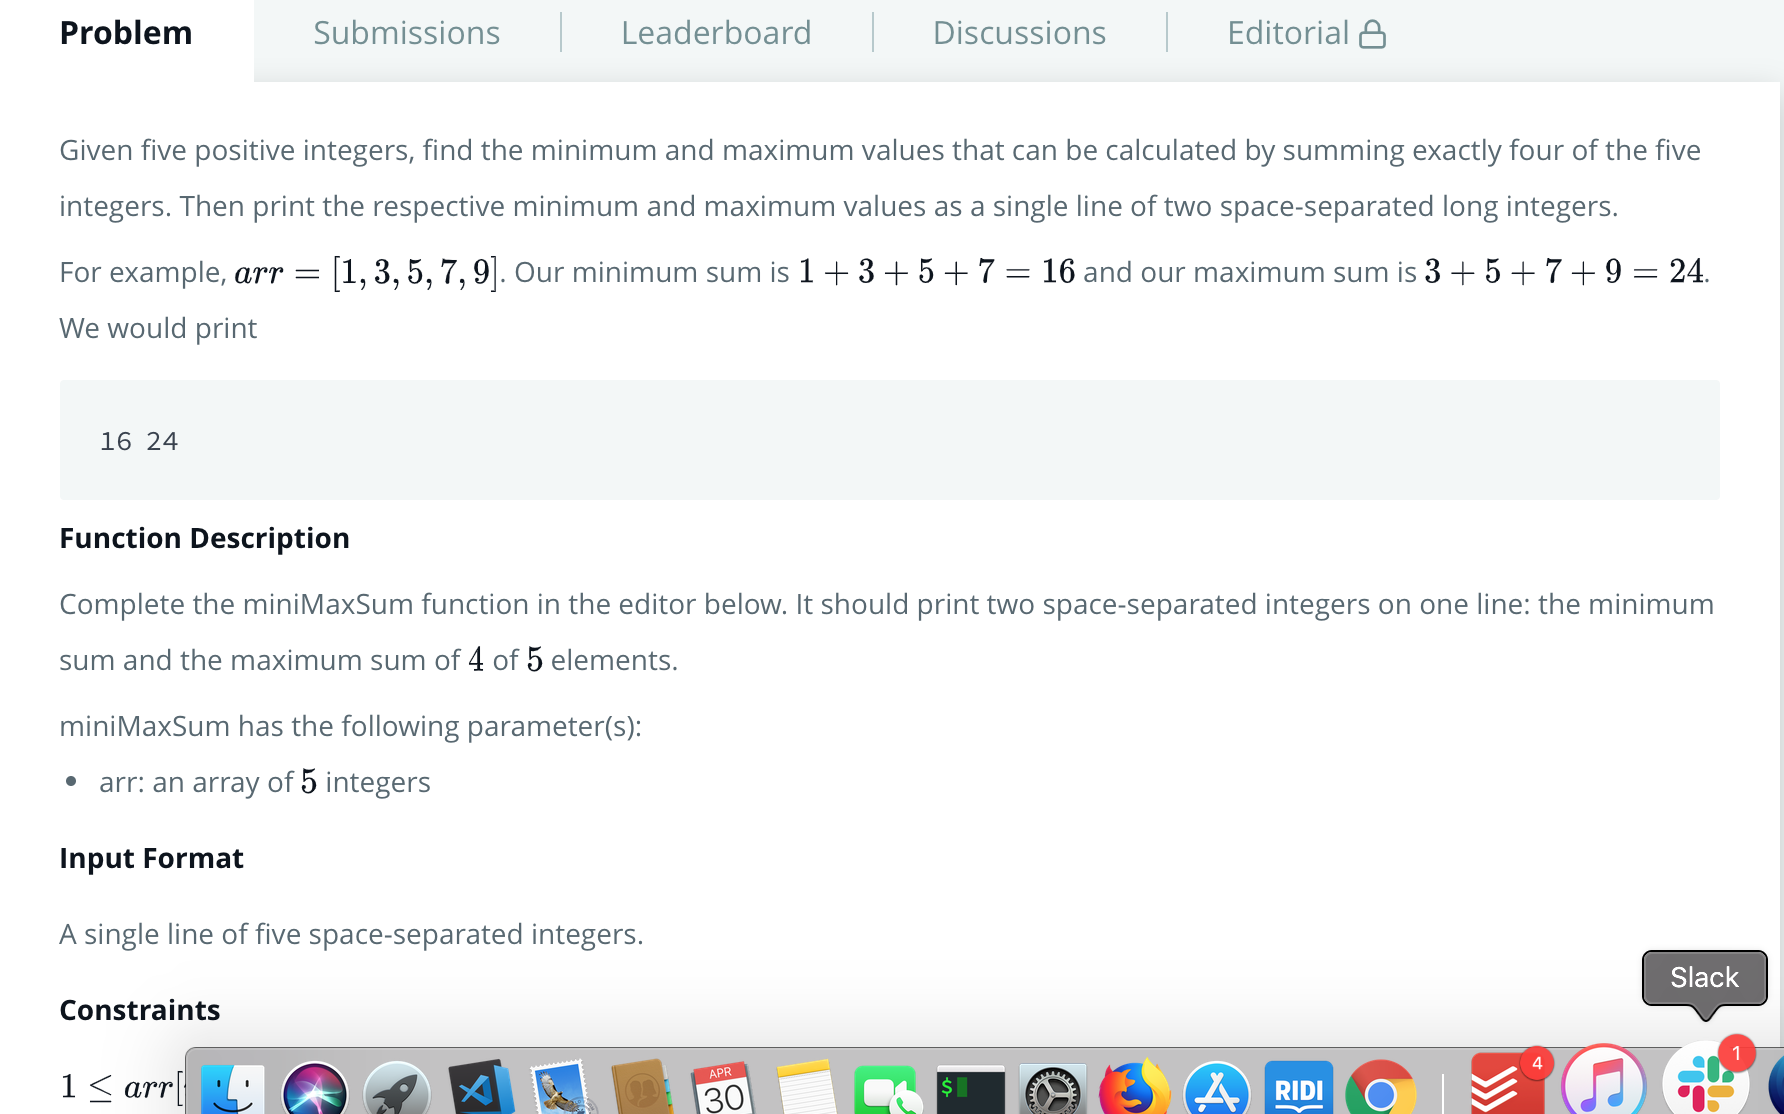 Problem
Submissions
Leaderboard
Discussions
Editorial
Given five positive integers, find the minimum and maximum values that can be calculated by summing exactly four of the five
integers. Then print the respective minimum and maximum values as a single line of two space-separated long integers.
For example, arr = [1, 3, 5, 7, 9]. Our minimum sum is 1 + 3 + 5 + 7 = 16 and our maximum sum is 3 + 5 + 7 + 9 = 24.
We would print
16 24
Function Description
Complete the miniMaxSum function in the editor below. It should print two space-separated integers on one line: the minimum
sum and the maximum sum of 4 of 5 elements.
miniMaxSum has the following parameter(s):
• arr: an array of 5 integers
Input Format
A single line of five space-separated integers.
Slack
Constraints
1 ≤ arr[
APR
30
$
RIDI
4
1